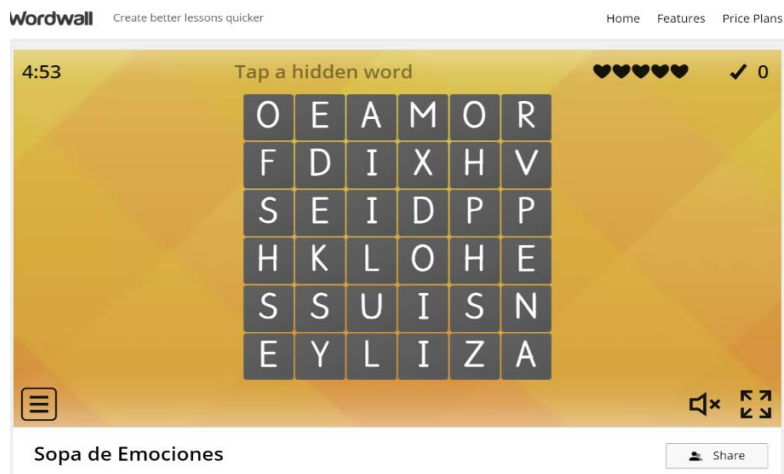 Wordwall Create better lessons quicker Home Features Price Plans
4:53 Tap a hidden word 0
O E A M O R
F D I X H V
S E I D P P
H K L O H E
S S U I S N
E Y L I Z A
Sopa de Emociones Share